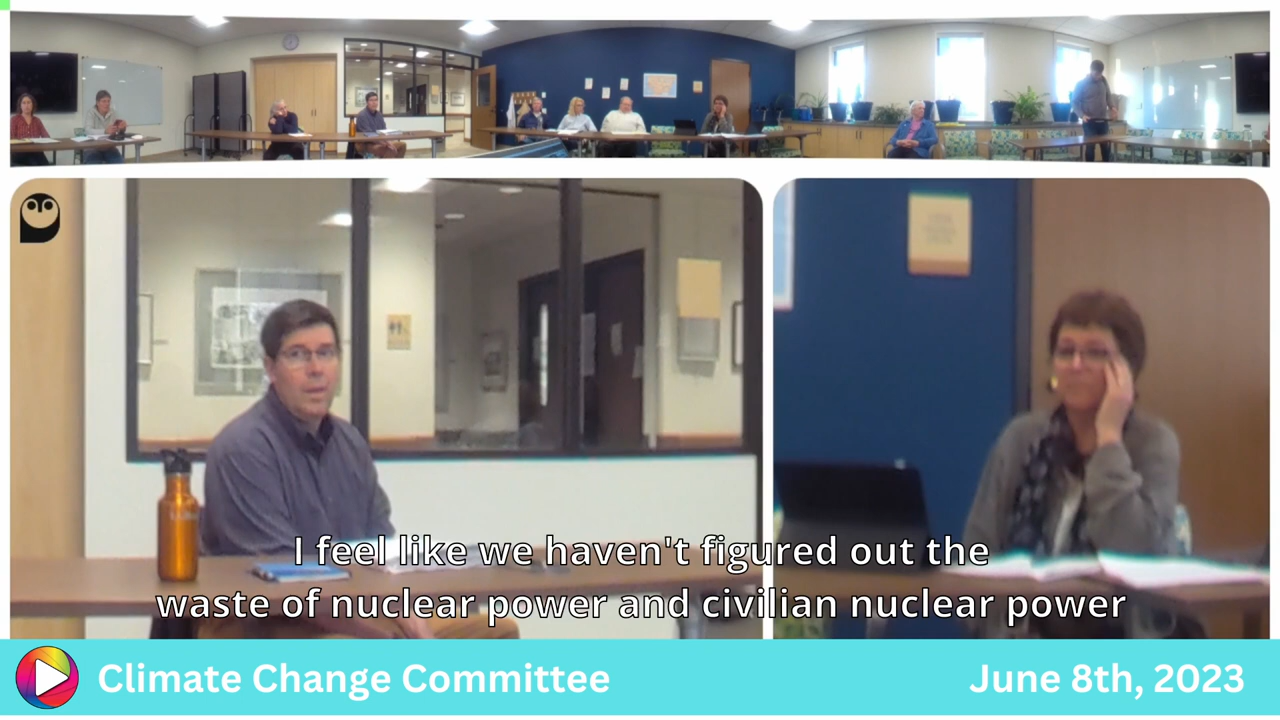 I feel like we haven't figured out the
waste of nuclear power and civilian nuclear power
Climate Change Committee
June 8th, 2023